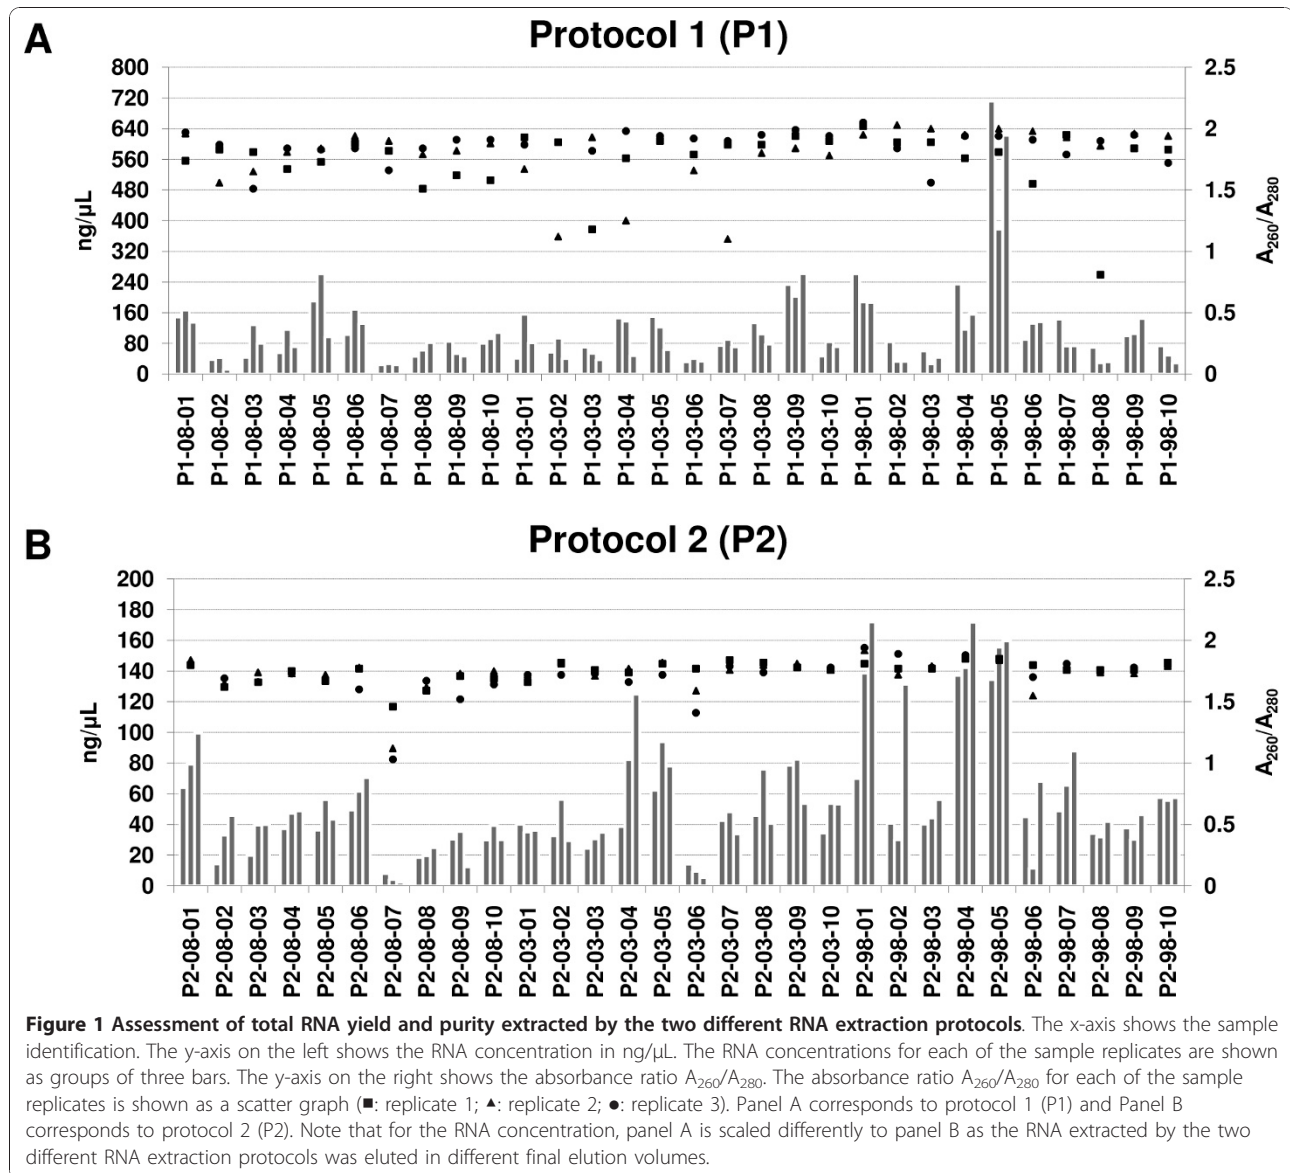 A
Protocol 1 (P1)
800
720
640
560
480
400
320
240
160
80
0
ng/µL
2.5
2
1.5
1
0.5
0
A260/A280
P1-08-01
P1-08-02
P1-08-03
P1-08-04
P1-08-05
P1-08-06
P1-08-07
P1-08-08
P1-08-09
P1-08-10
P1-03-01
P1-03-02
P1-03-03
P1-03-04
P1-03-05
P1-03-06
P1-03-07
P1-03-08
P1-03-09
P1-03-10
P1-98-01
P1-98-02
P1-98-03
P1-98-04
P1-98-05
P1-98-06
P1-98-07
P1-98-08
P1-98-09
P1-98-10
B
Protocol 2 (P2)
200
180
160
140
120
100
80
60
40
20
0
ng/µL
2.5
2
1.5
1
0.5
0
A260/A280
P2-08-01
P2-08-02
P2-08-03
P2-08-04
P2-08-05
P2-08-06
P2-08-07
P2-08-08
P2-08-09
P2-08-10
P2-03-01
P2-03-02
P2-03-03
P2-03-04
P2-03-05
P2-03-06
P2-03-07
P2-03-08
P2-03-09
P2-03-10
P2-98-01
P2-98-02
P2-98-03
P2-98-04
P2-98-05
P2-98-06
P2-98-07
P2-98-08
P2-98-09
P2-98-10
Figure 1 Assessment of total RNA yield and purity extracted by the two different RNA extraction protocols. The x-axis shows the sample
identification. The y-axis on the left shows the RNA concentration in ng/µL. The RNA concentrations for each of the sample replicates are shown
as groups of three bars. The y-axis on the right shows the absorbance ratio A260/A280. The absorbance ratio A260/A280 for each of the sample
replicates is shown as a scatter graph (■: replicate 1; ▲: replicate 2; ●: replicate 3). Panel A corresponds to protocol 1 (P1) and Panel B
corresponds to protocol 2 (P2). Note that for the RNA concentration, panel A is scaled differently to panel B as the RNA extracted by the two
different RNA extraction protocols was eluted in different final elution volumes.